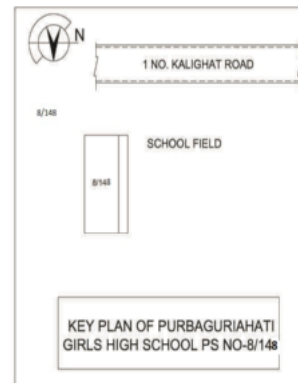 N
1 NO. KALIGHAT ROAD
8/148
SCHOOL FIELD
8/148
KEY PLAN OF PURBAGURIAHATI
GIRLS HIGH SCHOOL PS NO-8/148